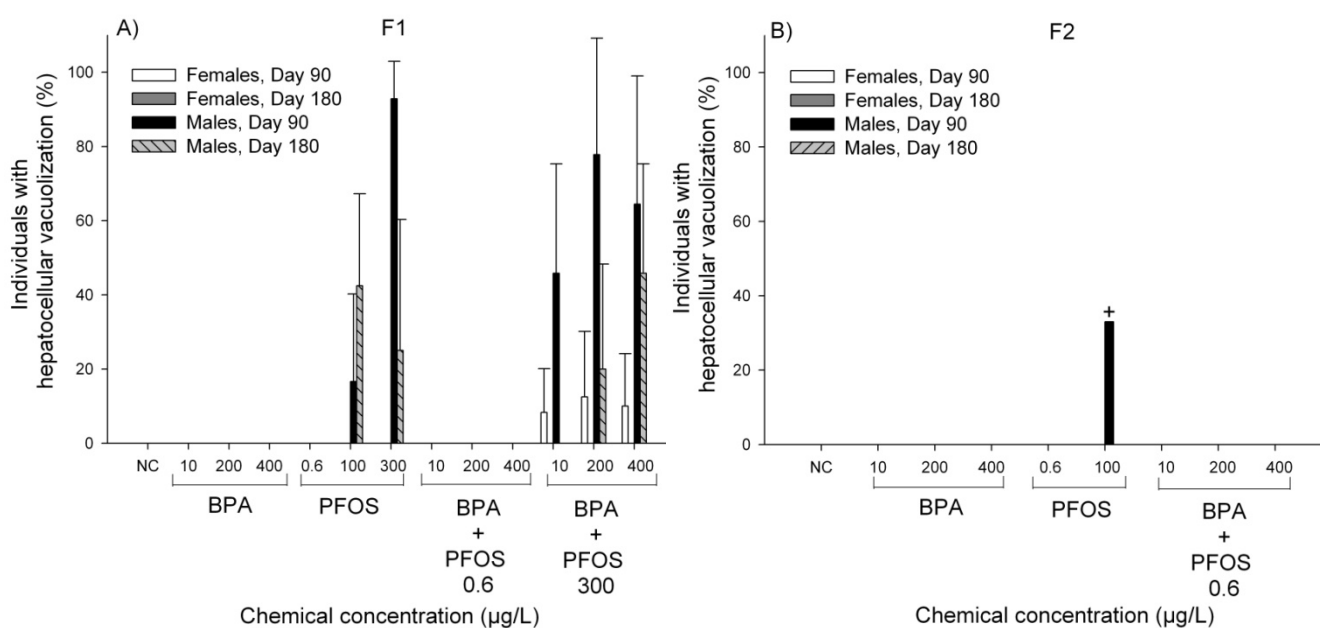 A)
F1
Individuals with
hepatocellular vacuolization (%)
100
80
60
40
20
0
Females, Day 90
Females, Day 180
Males, Day 90
Males, Day 180
NC
10 200 400
0.6 100 300
10 200 400
10 200 400
BPA
PFOS
BPA
+
PFOS
0.6
BPA
+
PFOS
300
Chemical concentration (µg/L)
B)
F2
Individuals with
hepatocellular vacuolization (%)
100
80
60
40
20
0
Females, Day 90
Females, Day 180
Males, Day 90
Males, Day 180
+
NC
10 200 400
0.6 100
10 200 400
BPA
PFOS
BPA
+
PFOS
0.6
Chemical concentration (µg/L)